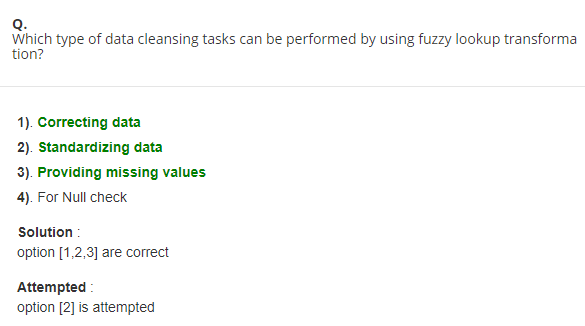 Q.
Which type of data cleansing tasks can be performed by using fuzzy lookup transforma
tion?
1). Correcting data
2). Standardizing data
3). Providing missing values
4). For Null check
Solution :
option [1,2,3] are correct
Attempted :
option [2] is attempted